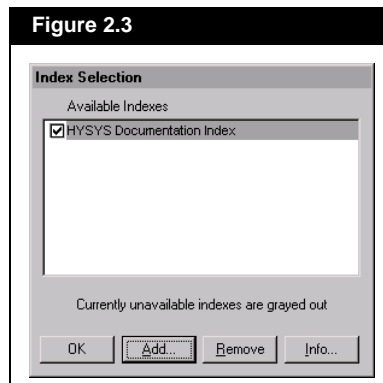 Figure 2.3
Index Selection
Available Indexes
HYSYS Documentation Index
Currently unavailable indexes are grayed out
OK Add... Remove Info...